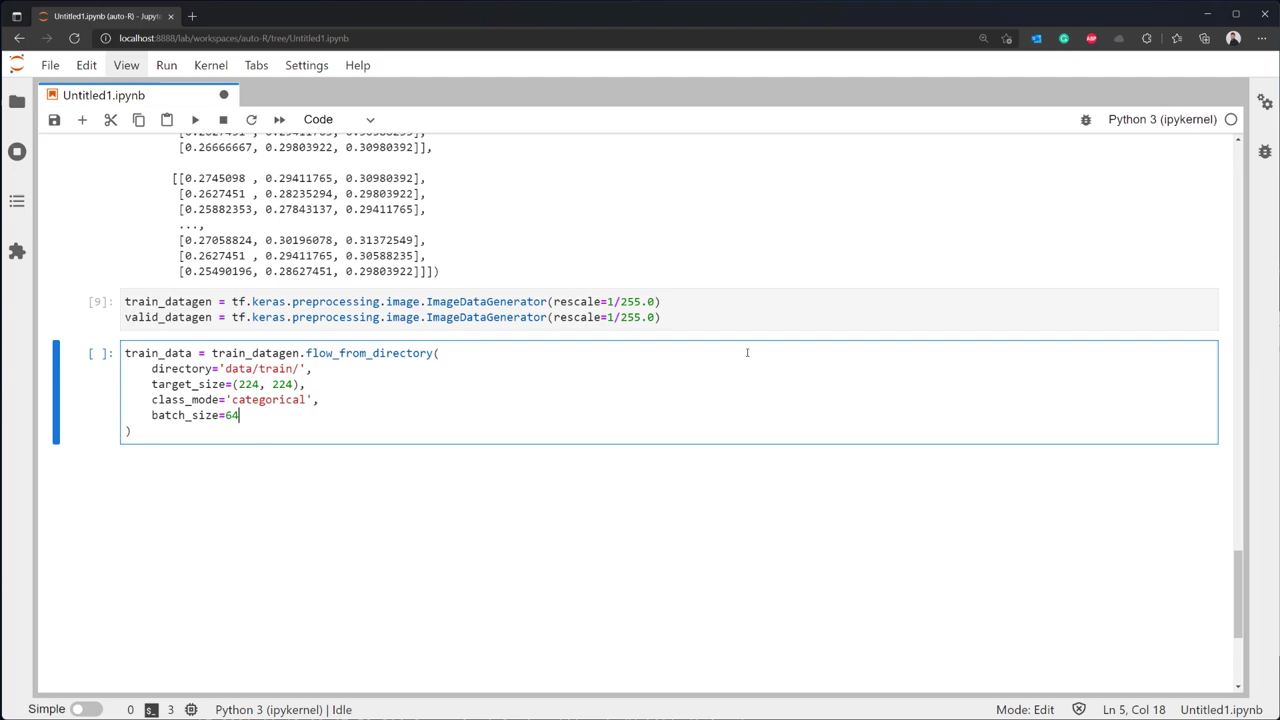 Untitled1.ipynb (auto-R) - Jupyt
localhost:8888/lab/workspaces/auto-R/tree/Untitled1.ipynb
File Edit View Run Kernel Tabs Settings Help
Untitled1.ipynb
Code Python 3 (ipykernel)
[0.2627451 , 0.29411765, 0.30588235],
[0.26666667, 0.29803922, 0.30980392]],
[[0.2745098 , 0.29411765, 0.30980392],
[0.2627451 , 0.28235294, 0.29803922],
[0.25882353, 0.27843137, 0.29411765],
...,
[0.27058824, 0.30196078, 0.31372549],
[0.2627451 , 0.29411765, 0.30588235],
[0.25490196, 0.28627451, 0.29803922]]])
[9]: train_datagen = tf.keras.preprocessing.image.ImageDataGenerator(rescale=1/255.0)
valid_datagen = tf.keras.preprocessing.image.ImageDataGenerator(rescale=1/255.0)
[ ]: train_data = train_datagen.flow_from_directory(
directory='data/train/',
target_size=(224, 224),
class_mode='categorical',
batch_size=64
)
Simple 0 3 Python 3 (ipykernel) | Idle Mode: Edit Ln 5, Col 18 Untitled1.ipynb